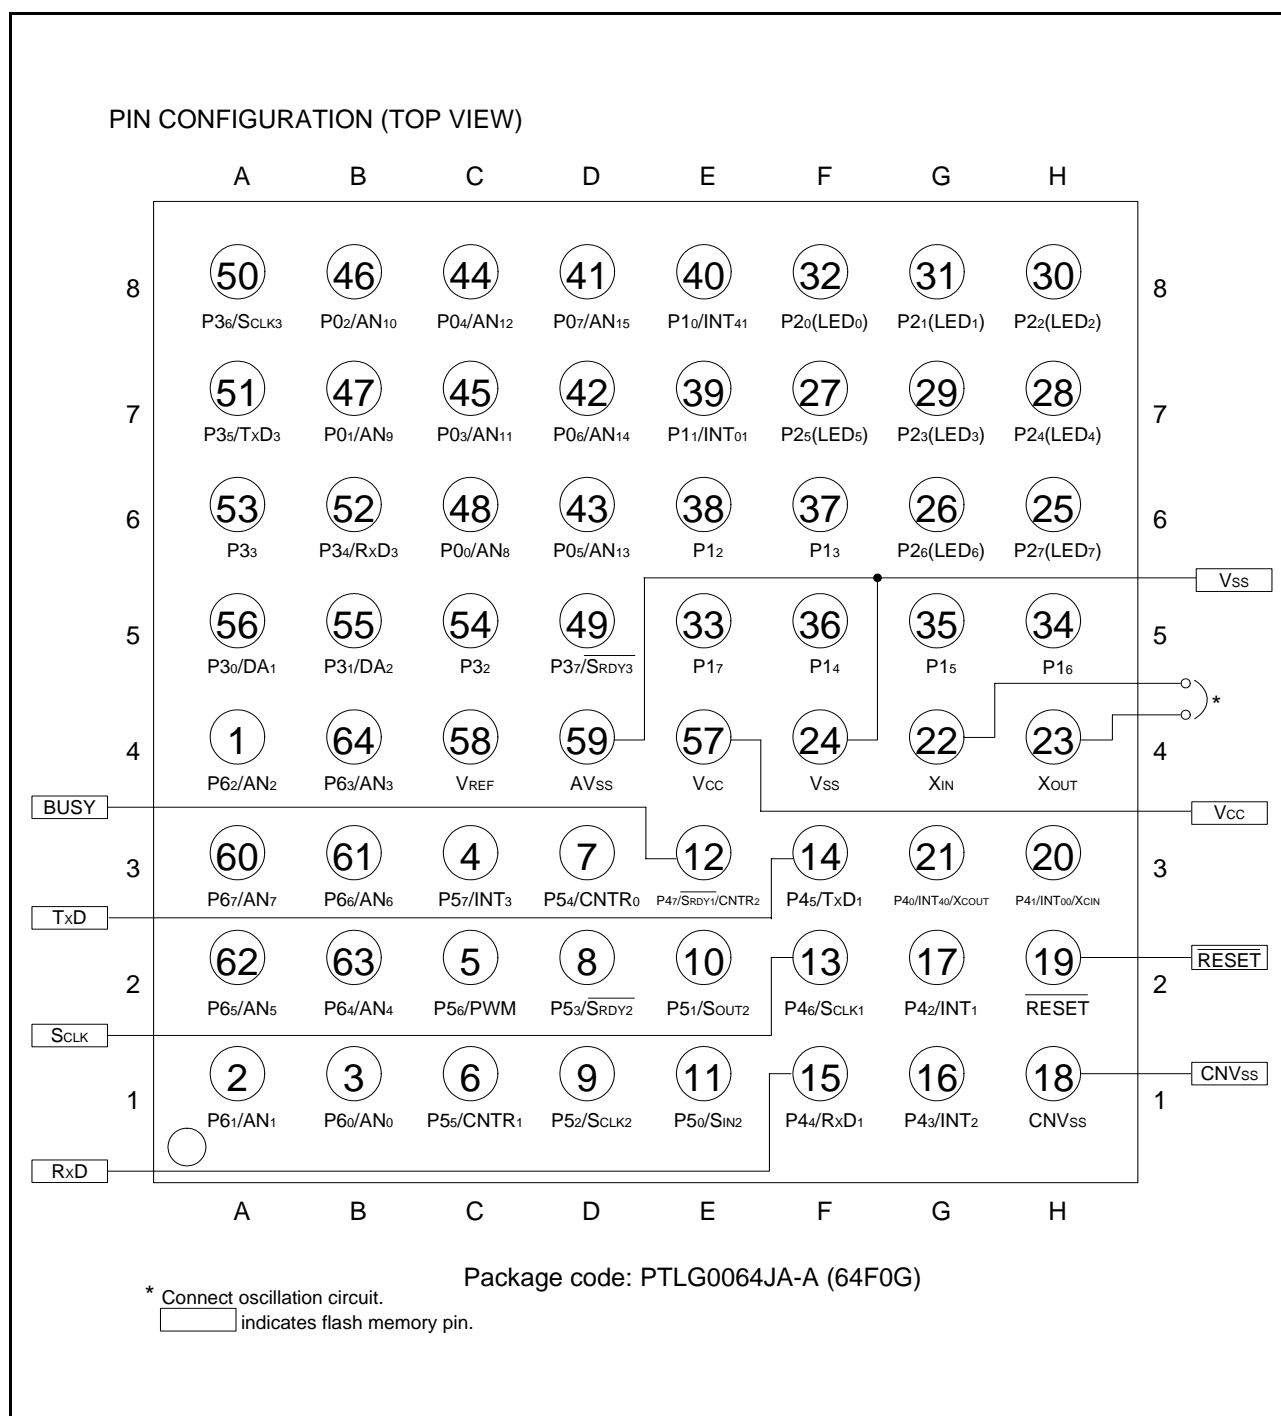 PIN CONFIGURATION (TOP VIEW)
A B C D E F G H
8 50 46 44 41 40 32 31 30 8
P36/SCLK3 P02/AN10 P04/AN12 P07/AN15 P10/INT41 P20(LED0) P21(LED1) P22(LED2)
7 51 47 45 42 39 27 29 28 7
P35/TxD3 P01/AN9 P03/AN11 P06/AN14 P11/INT01 P25(LED5) P23(LED3) P24(LED4)
6 53 52 48 43 38 37 26 25 6
P33 P34/RxD3 P00/AN8 P05/AN13 P12 P13 P26(LED6) P27(LED7)
Vss
5 56 55 54 49 33 36 35 34 5
P30/DA1 P31/DA2 P32 P37/SRDY3 P17 P14 P15 P16
*
4 1 64 58 59 57 24 22 23 4
P62/AN2 P63/AN3 VREF AVSS VCC VSS XIN XOUT
BUSY
Vcc
3 60 61 4 7 12 14 21 20 3
P67/AN7 P66/AN6 P57/INT3 P54/CNTR0 P47/SRDY1/CNTR2 P45/TxD1 P40/INT40/XCOUT P41/INT00/XCIN
TxD
2 62 63 5 8 10 13 17 19 2
RESET
P65/AN5 P64/AN4 P56/PWM P53/SRDY2 P51/SOUT2 P46/SCLK1 P42/INT1 RESET
SCLK
1 2 3 6 9 11 15 16 18 1
CNVss
P61/AN1 P60/AN0 P55/CNTR1 P52/SCLK2 P50/SIN2 P44/RxD1 P43/INT2 CNVss
RxD
A B C D E F G H
Package code: PTLG0064JA-A (64F0G)
* Connect oscillation circuit.
indicates flash memory pin.